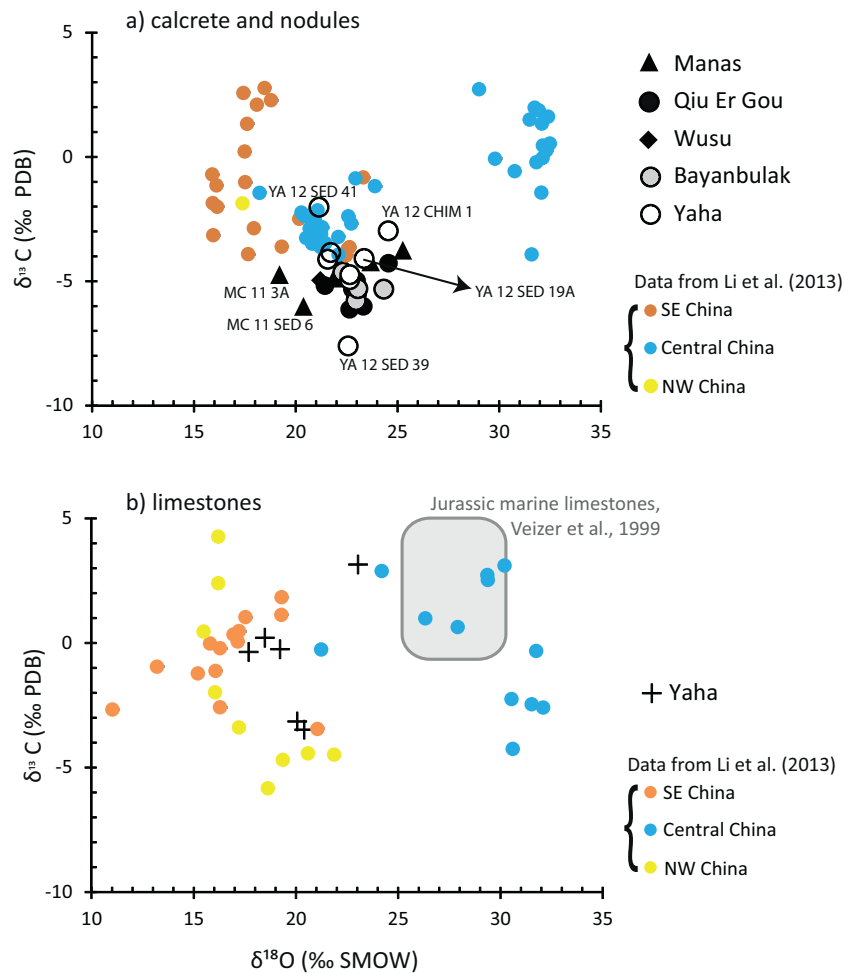 a) calcrete and nodules
5
0
-5
-10
10
15
20
25
30
35
δ¹³ C (‰ PDB)
YA 12 SED 41
YA 12 CHIM 1
MC 11 3A
YA 12 SED 19A
MC 11 SED 6
YA 12 SED 39
Manas
Qiu Er Gou
Wusu
Bayanbulak
Yaha
Data from Li et al. (2013)
SE China
Central China
NW China
b) limestones
Jurassic marine limestones,
Veizer et al., 1999
5
0
-5
-10
10
15
20
25
30
35
δ¹³ C (‰ PDB)
δ¹⁸O (‰ SMOW)
Yaha
Data from Li et al. (2013)
SE China
Central China
NW China